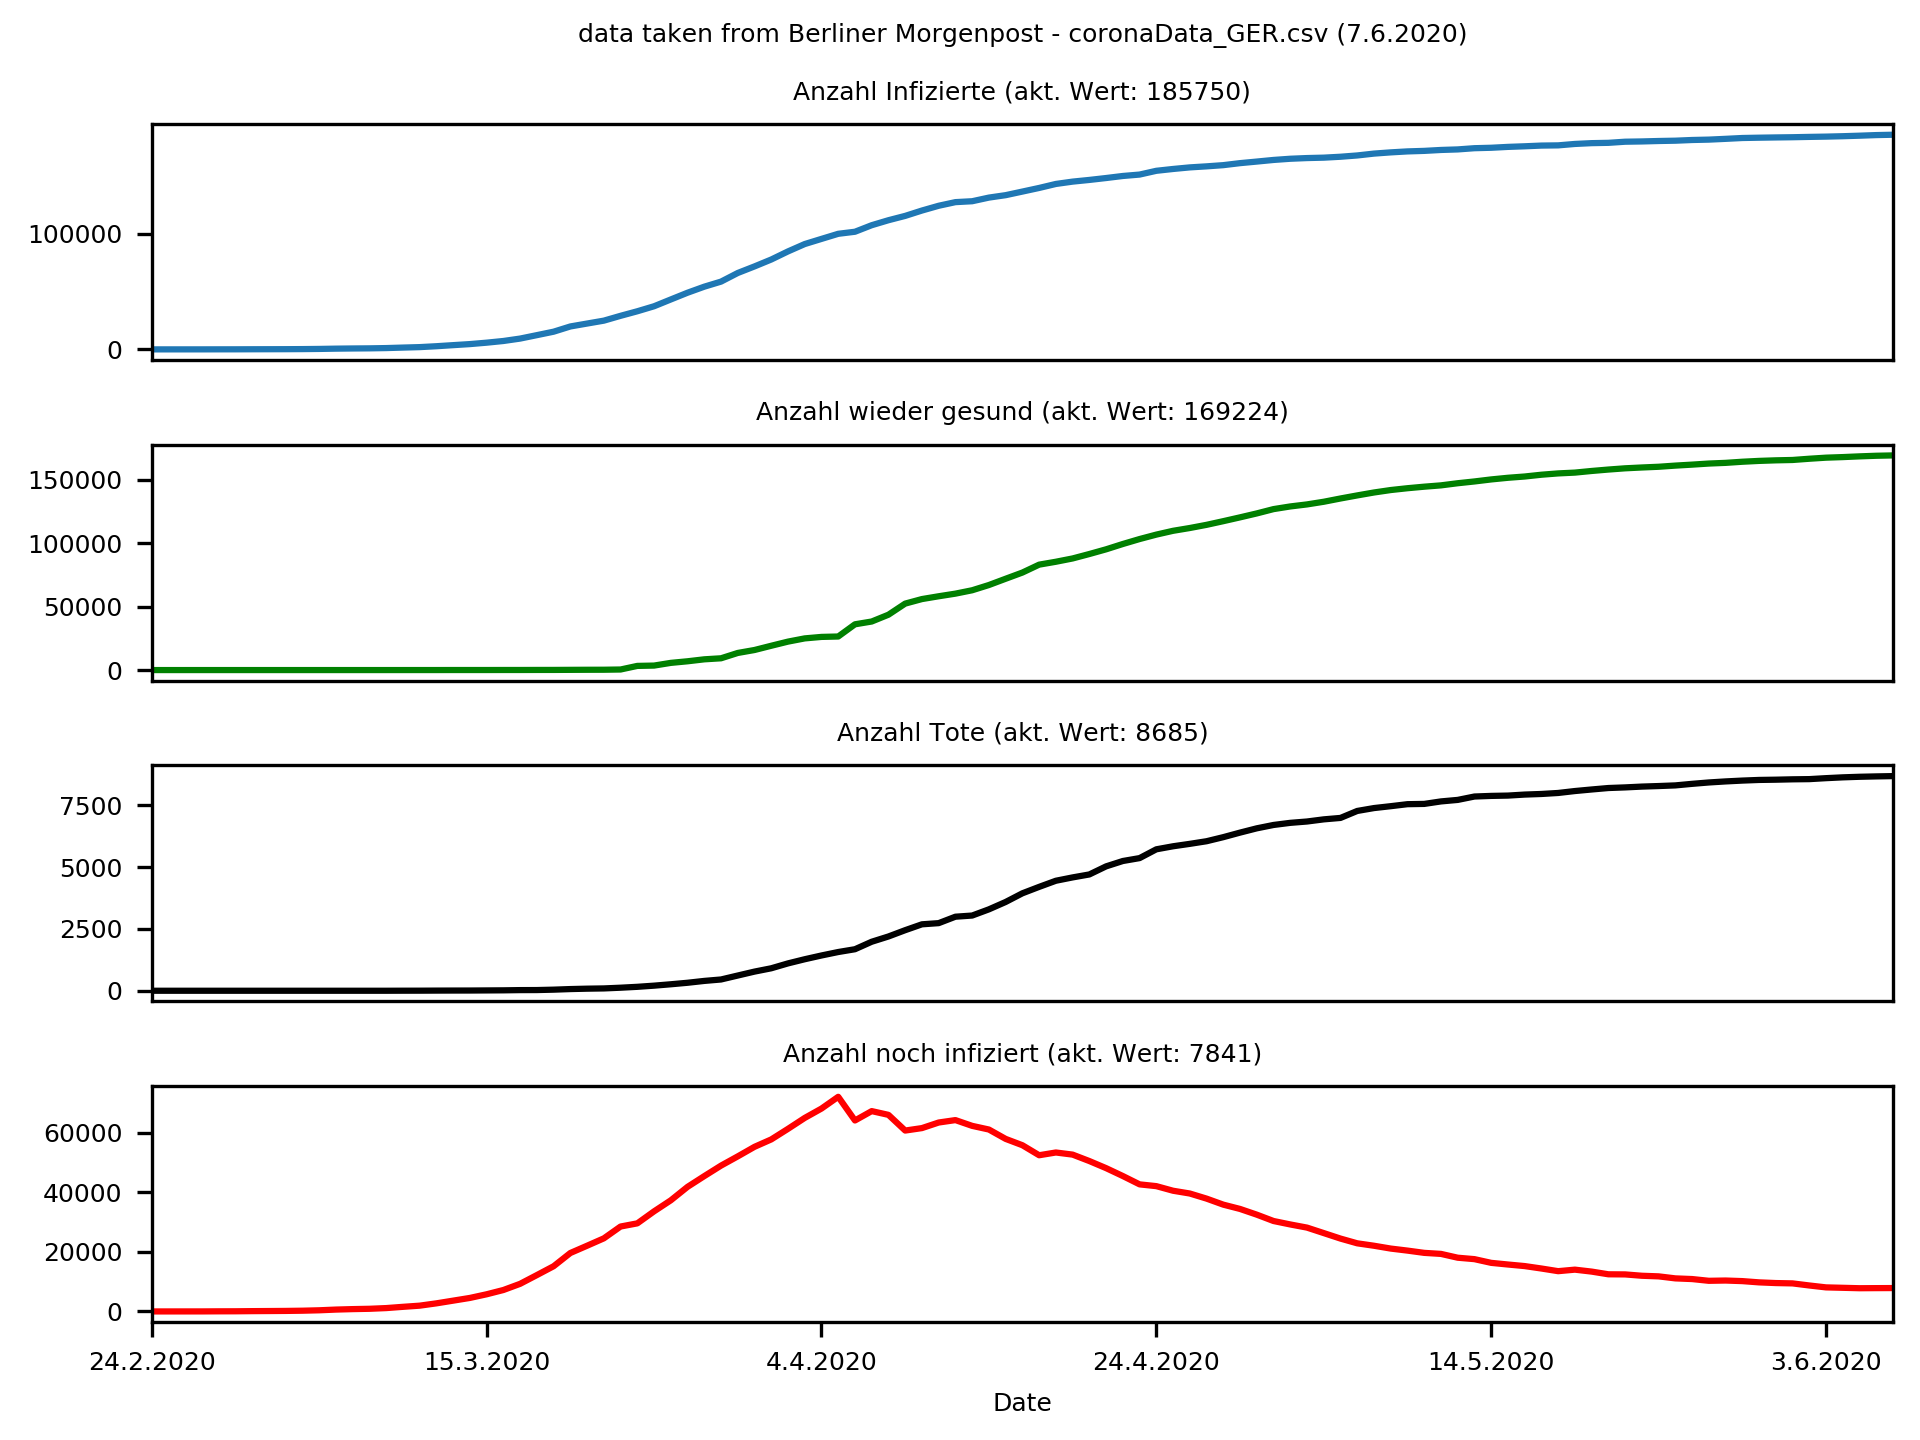 data taken from Berliner Morgenpost - coronaData_GER.csv (7.6.2020)
Anzahl Infizierte (akt. Wert: 185750)
100000
0
Anzahl wieder gesund (akt. Wert: 169224)
150000
100000
50000
0
Anzahl Tote (akt. Wert: 8685)
7500
5000
2500
0
Anzahl noch infiziert (akt. Wert: 7841)
60000
40000
20000
0
24.2.2020 15.3.2020 4.4.2020 24.4.2020 14.5.2020 3.6.2020
Date